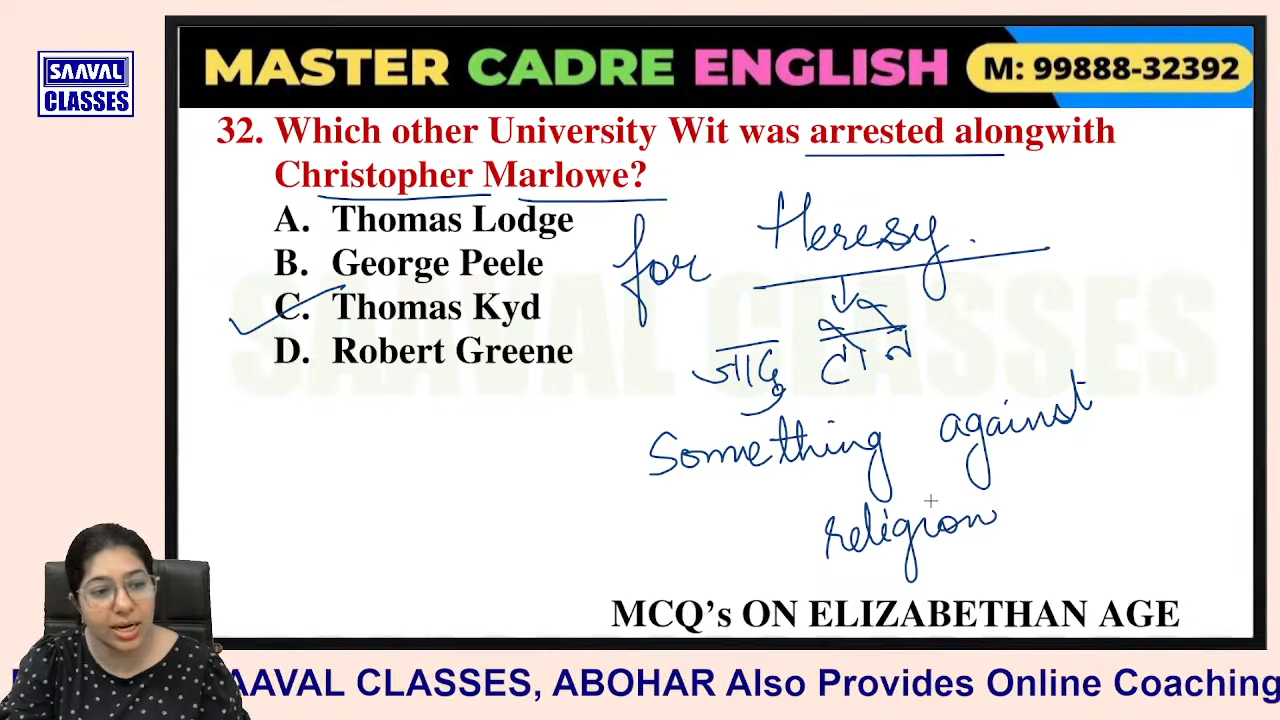 SAAVAL
CLASSES
MASTER CADRE ENGLISH
M: 99888-32392
32. Which other University Wit was arrested alongwith
Christopher Marlowe?
A. Thomas Lodge
B. George Peele
C. Thomas Kyd
D. Robert Greene
for Heresy.
जादू टोने
Something against
religion
SAAVAL CLASSES
MCQ's ON ELIZABETHAN AGE
AAVAL CLASSES, ABOHAR Also Provides Online Coaching